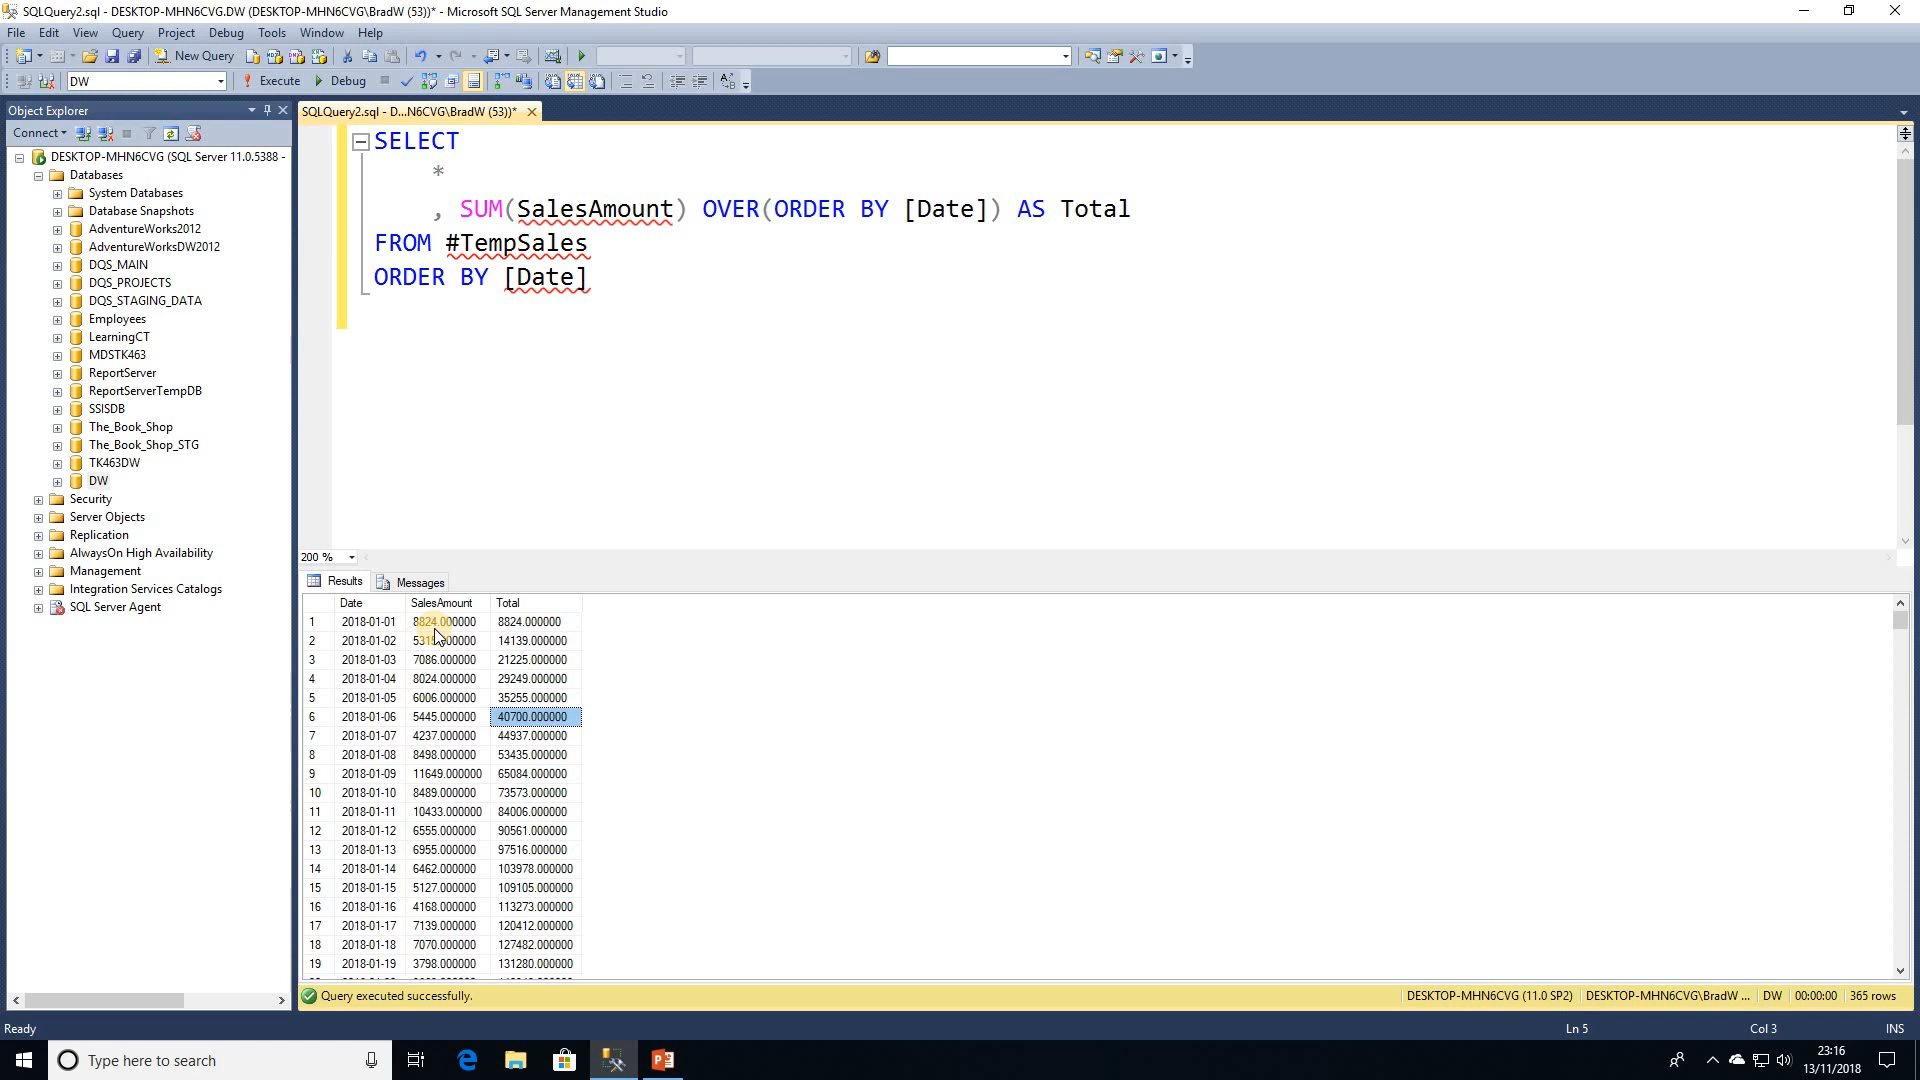 SQLQuery2.sql - DESKTOP-MHN6CVG.DW (DESKTOP-MHN6CVG\BradW (53))* - Microsoft SQL Server Management Studio
File Edit View Query Project Debug Tools Window Help
New Query
DW Execute Debug
Object Explorer
Connect
DESKTOP-MHN6CVG (SQL Server 11.0.5388 -
Databases
System Databases
Database Snapshots
AdventureWorks2012
AdventureWorksDW2012
DQS_MAIN
DQS_PROJECTS
DQS_STAGING_DATA
Employees
LearningCT
MDSTK463
ReportServer
ReportServerTempDB
SSISDB
The_Book_Shop
The_Book_Shop_STG
TK463DW
DW
Security
Server Objects
Replication
AlwaysOn High Availability
Management
Integration Services Catalogs
SQL Server Agent
SQLQuery2.sql - D...N6CVG\BradW (53))*
SELECT
*
, SUM(SalesAmount) OVER(ORDER BY [Date]) AS Total
FROM #TempSales
ORDER BY [Date]
200 %
Results Messages
Date SalesAmount Total
1 2018-01-01 8824.000000 8824.000000
2 2018-01-02 5315.000000 14139.000000
3 2018-01-03 7086.000000 21225.000000
4 2018-01-04 8024.000000 29249.000000
5 2018-01-05 6006.000000 35255.000000
6 2018-01-06 5445.000000 40700.000000
7 2018-01-07 4237.000000 44937.000000
8 2018-01-08 8498.000000 53435.000000
9 2018-01-09 11649.000000 65084.000000
10 2018-01-10 8489.000000 73573.000000
11 2018-01-11 10433.000000 84006.000000
12 2018-01-12 6555.000000 90561.000000
13 2018-01-13 6955.000000 97516.000000
14 2018-01-14 6462.000000 103978.000000
15 2018-01-15 5127.000000 109105.000000
16 2018-01-16 4168.000000 113273.000000
17 2018-01-17 7139.000000 120412.000000
18 2018-01-18 7070.000000 127482.000000
19 2018-01-19 3798.000000 131280.000000
Query executed successfully.
DESKTOP-MHN6CVG (11.0 SP2) DESKTOP-MHN6CVG\BradW ... DW 00:00:00 365 rows
Ready Ln 5 Col 3 INS
Type here to search
23:16
13/11/2018